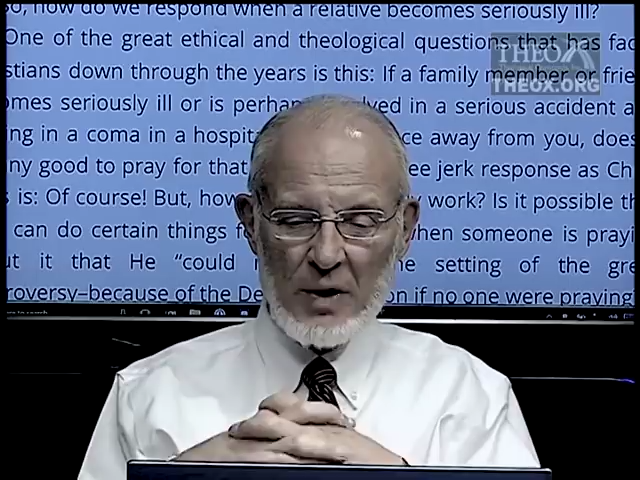 So, how do we respond when a relative becomes seriously ill?
One of the great ethical and theological questions that has fac
stians down through the years is this: If a family member or frie
omes seriously ill or is perhap lved in a serious accident a
ing in a coma in a hospit ce away from you, does
ny good to pray for that ee jerk response as Ch
is: Of course! But, how work? Is it possible th
can do certain things f when someone is prayi
ut it that He “could he setting of the gre
roversy–because of the De on if no one were praying
THEOX
THEOX.ORG